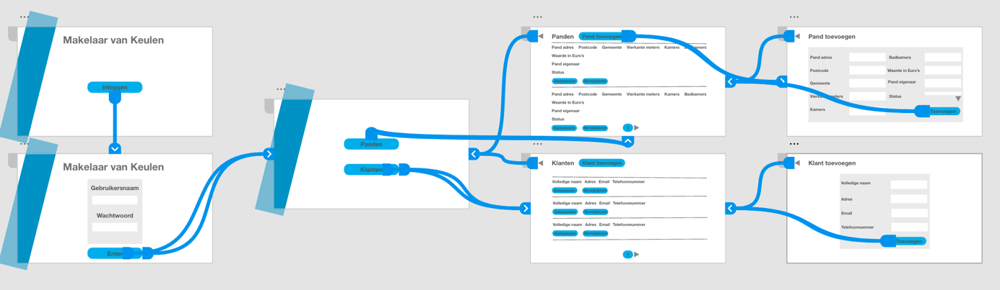 Makelaar van Keulen
Inloggen
Makelaar van Keulen
Gebruikersnaam
Wachtwoord
Enter
Panden
Klanten
Panden Pand toevoegen
Pand adres Postcode Gemeente Vierkante meters Kamers
Waarde in Euro's
Pand eigenaar
Status
Aanpassen Verwijderen
Pand adres Postcode Gemeente Vierkante meters Kamers Badkamers
Waarde in Euro's
Pand eigenaar
Status
Aanpassen Verwijderen
1
Klanten Klant toevoegen
Volledige naam Adres Email Telefoonnummer
Aanpassen Verwijderen
Volledige naam Adres Email Telefoonnummer
Aanpassen Verwijderen
Volledige naam Adres Email Telefoonnummer
Aanpassen Verwijderen
1
Pand toevoegen
Pand adres Badkamers
Postcode Waarde in Euro's
Gemeente Pand eigenaar
Vierkante meters Status
Kamers
Toevoegen
Klant toevoegen
Volledige naam
Adres
Email
Telefoonnummer
Toevoegen